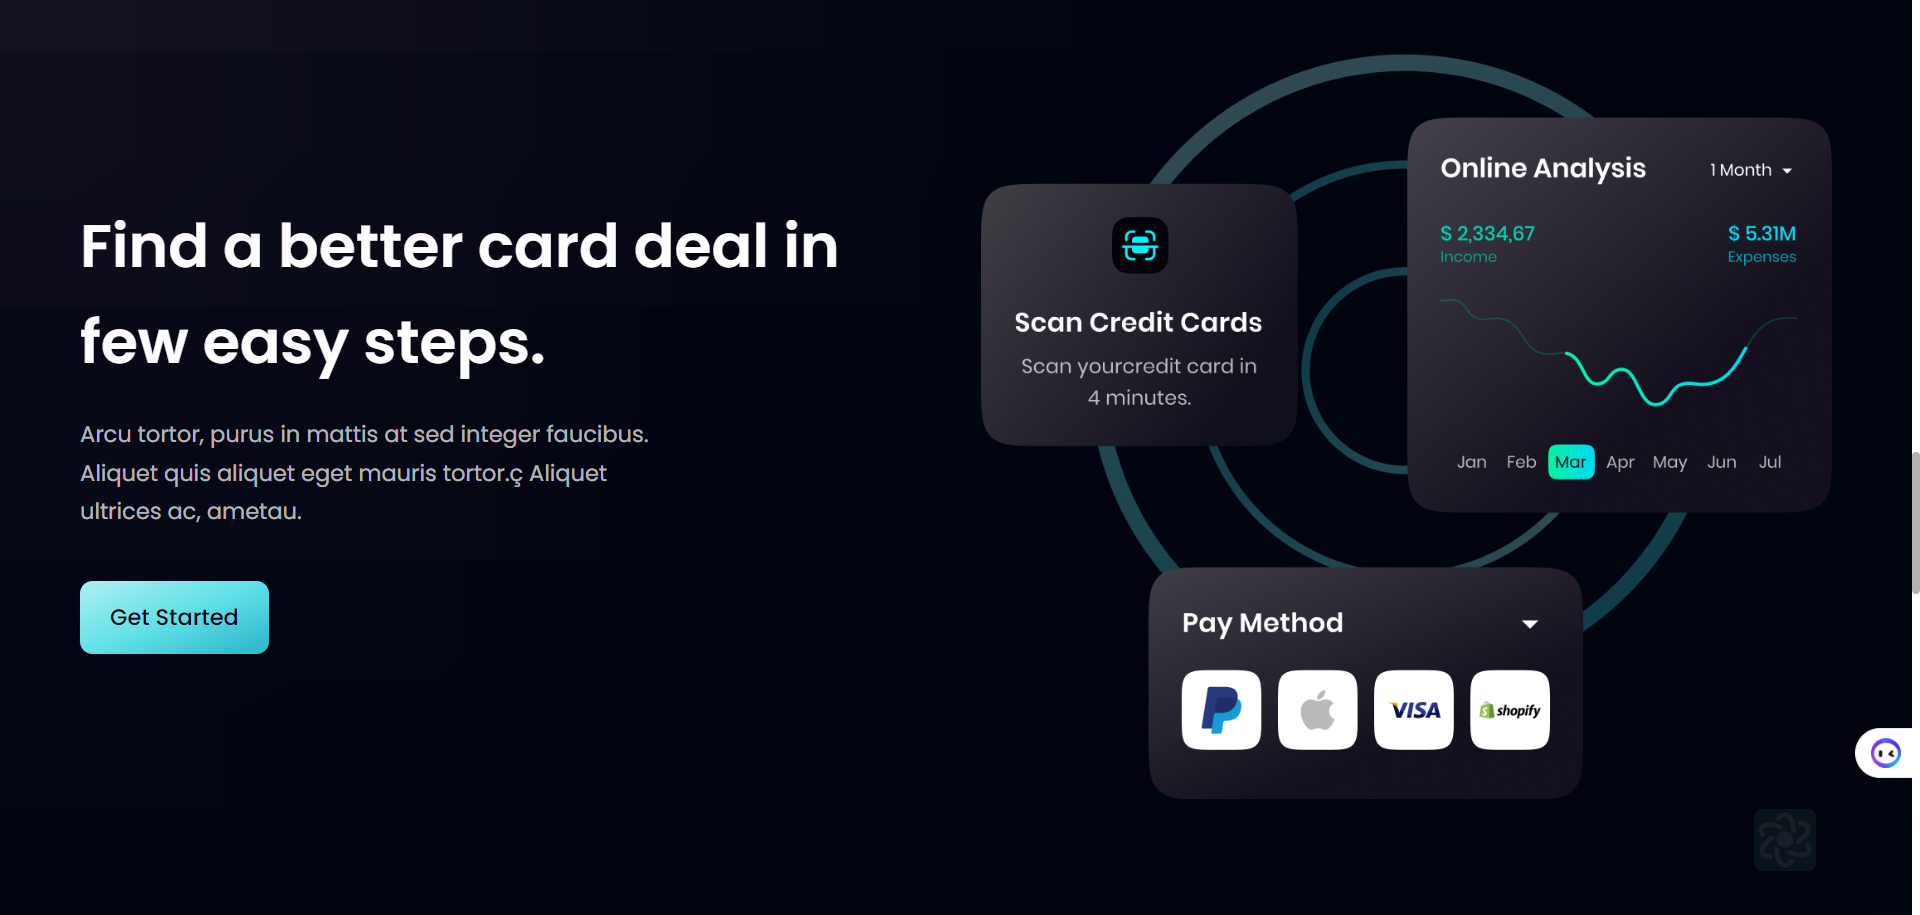 Find a better card deal in
few easy steps.
Arcu tortor, purus in mattis at sed integer faucibus.
Aliquet quis aliquet eget mauris tortor.ç Aliquet
ultrices ac, ametau.
Get Started
Scan Credit Cards
Scan yourcredit card in
4 minutes.
Online Analysis
1 Month
$ 2,334,67
$ 5.31M
Income
Expenses
Jan Feb Mar Apr May Jun Jul
Pay Method
VISA
shopify